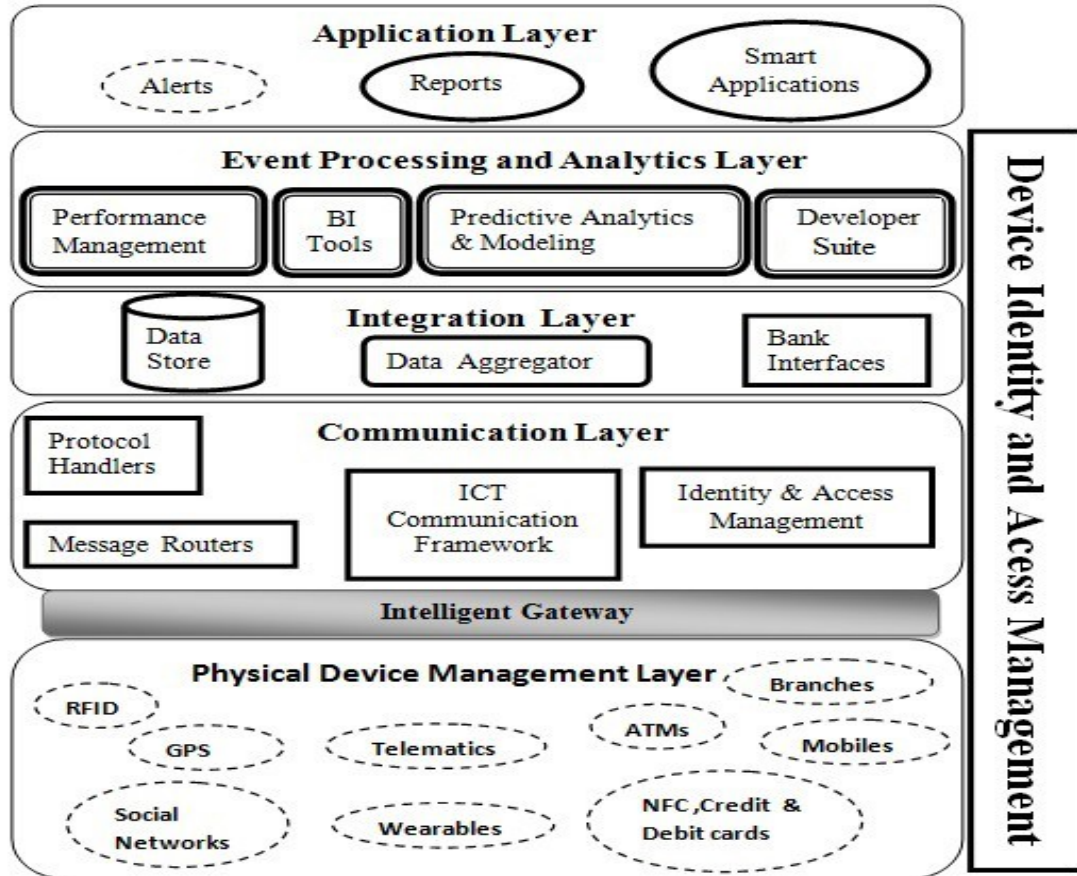 Application Layer
Alerts
Reports
Smart
Applications
Event Processing and Analytics Layer
Performance
Management
BI
Tools
Predictive Analytics
& Modeling
Developer
Suite
Integration Layer
Data
Store
Data Aggregator
Bank
Interfaces
Communication Layer
Protocol
Handlers
Message Routers
ICT
Communication
Framework
Identity & Access
Management
Intelligent Gateway
Physical Device Management Layer
Branches
RFID
GPS
Telematics
ATMs
Mobiles
Social
Networks
Wearables
NFC ,Credit &
Debit cards
Device Identity and Acess Management